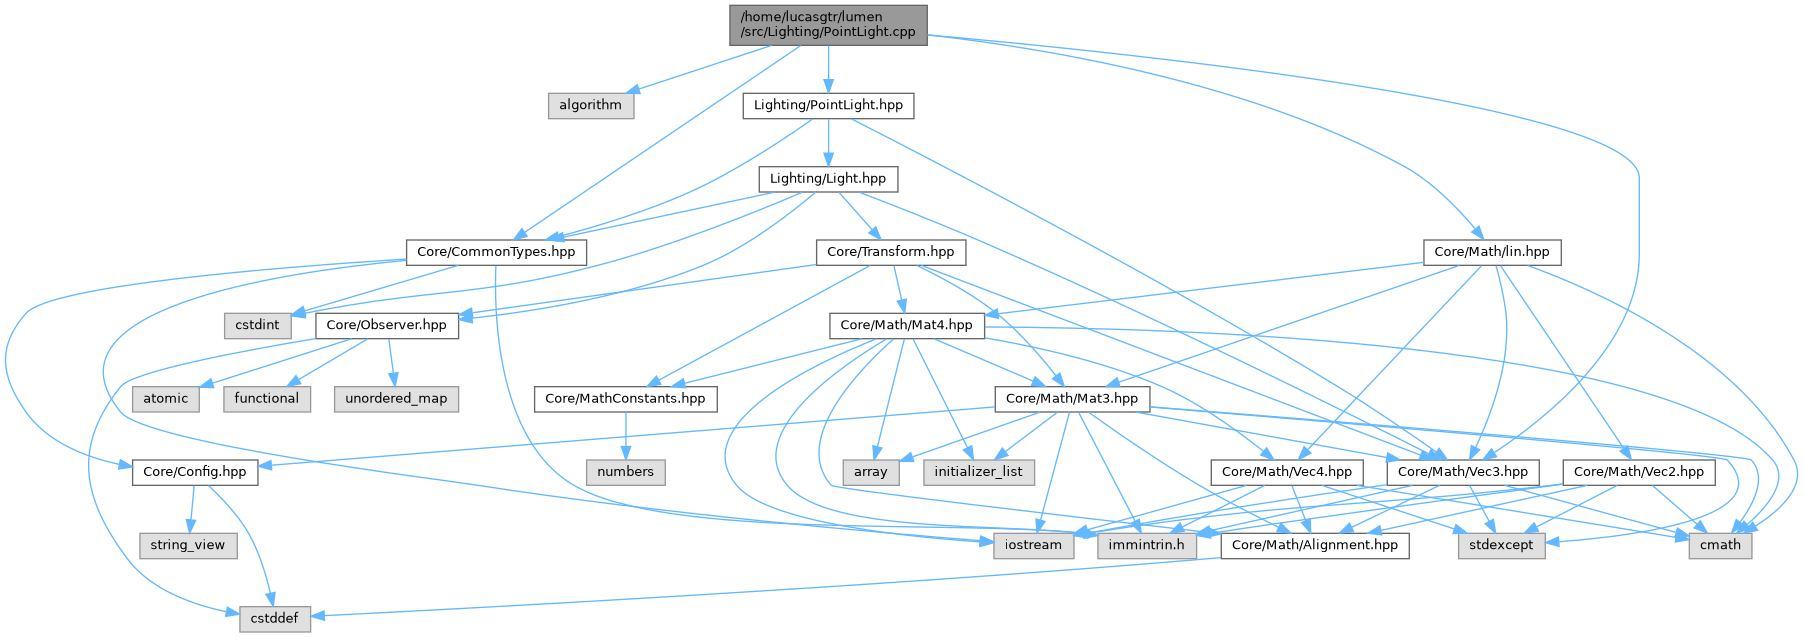 /home/lucasgtr/lumen
/src/Lighting/PointLight.cpp
algorithm
Lighting/PointLight.hpp
Lighting/Light.hpp
Core/CommonTypes.hpp
Core/Transform.hpp
Core/Math/lin.hpp
cstdint
Core/Observer.hpp
Core/Math/Mat4.hpp
atomic
functional
unordered_map
Core/MathConstants.hpp
Core/Math/Mat3.hpp
Core/Config.hpp
numbers
array
initializer_list
Core/Math/Vec4.hpp
Core/Math/Vec3.hpp
Core/Math/Vec2.hpp
string_view
iostream
immintrin.h
Core/Math/Alignment.hpp
stdexcept
cmath
cstddef